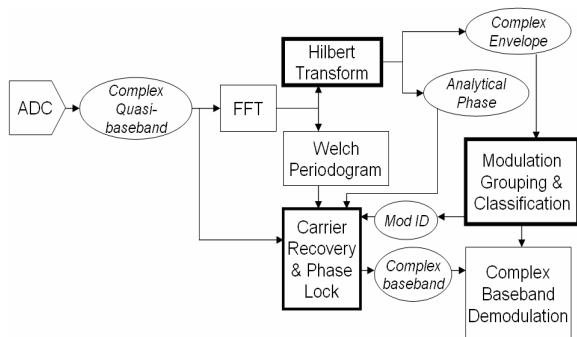 ADC
Complex
Quasi-
baseband
FFT
Hilbert
Transform
Welch
Periodogram
Complex
Envelope
Analytical
Phase
Modulation
Grouping &
Classification
Mod ID
Carrier
Recovery
& Phase
Lock
Complex
baseband
Complex
Baseband
Demodulation